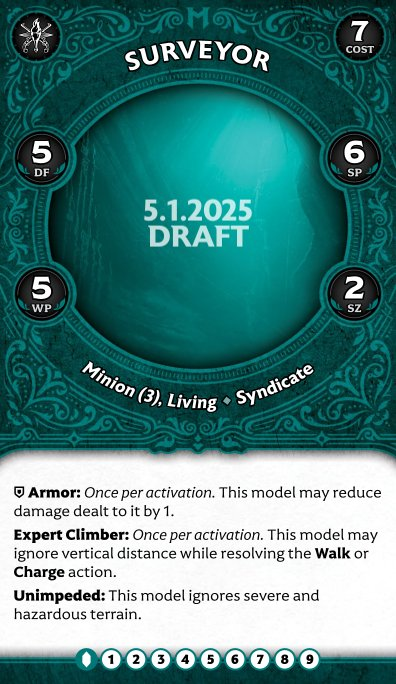 7
COST
SURVEYOR
5
DF
6
SP
5.1.2025
DRAFT
5
WP
2
SZ
Minion (3), Living ◆ Syndicate
Armor: Once per activation. This model may reduce
damage dealt to it by 1.
Expert Climber: Once per activation. This model may
ignore vertical distance while resolving the Walk or
Charge action.
Unimpeded: This model ignores severe and
hazardous terrain.
1 2 3 4 5 6 7 8 9